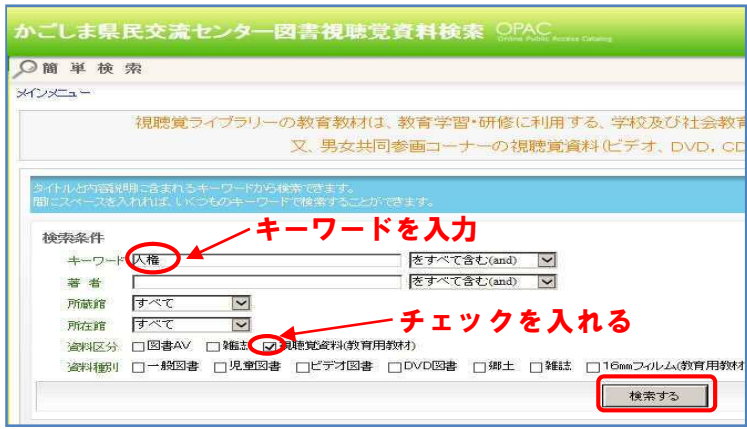 かごしま県民交流センター図書視聴覚資料検索 OPAC Online Public Access Catalog
簡単検索
メインメニュー
視聴覚ライブラリーの教育教材は、教育学習・研修に利用する、学校及び社会教育
又、男女共同参画コーナーの視聴覚資料(ビデオ、DVD，CD
タイトルと内容説明に含まれるキーワードから検索できます。
間にスペースを入れれば、いくつものキーワードで検索することができます。
キーワードを入力
検索条件
キーワード 人権 をすべて含む(and)
著者 をすべて含む(and)
所蔵館 すべて
所在館 すべて
チェックを入れる
資料区分 図書AV 雑誌 視聴覚資料(教育用教材)
資料種別 一般図書 児童図書 ビデオ図書 DVD図書 郷土 雑誌 16mmフィルム(教育用教材
検索する